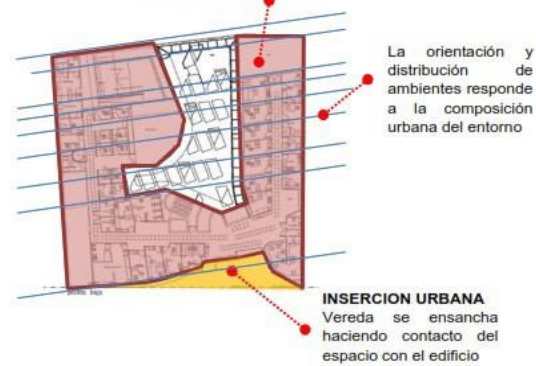 La orientación y
distribución de
ambientes responde
a la composición
urbana del entorno
INSERCION URBANA
Vereda se ensancha
haciendo contacto del
espacio con el edificio